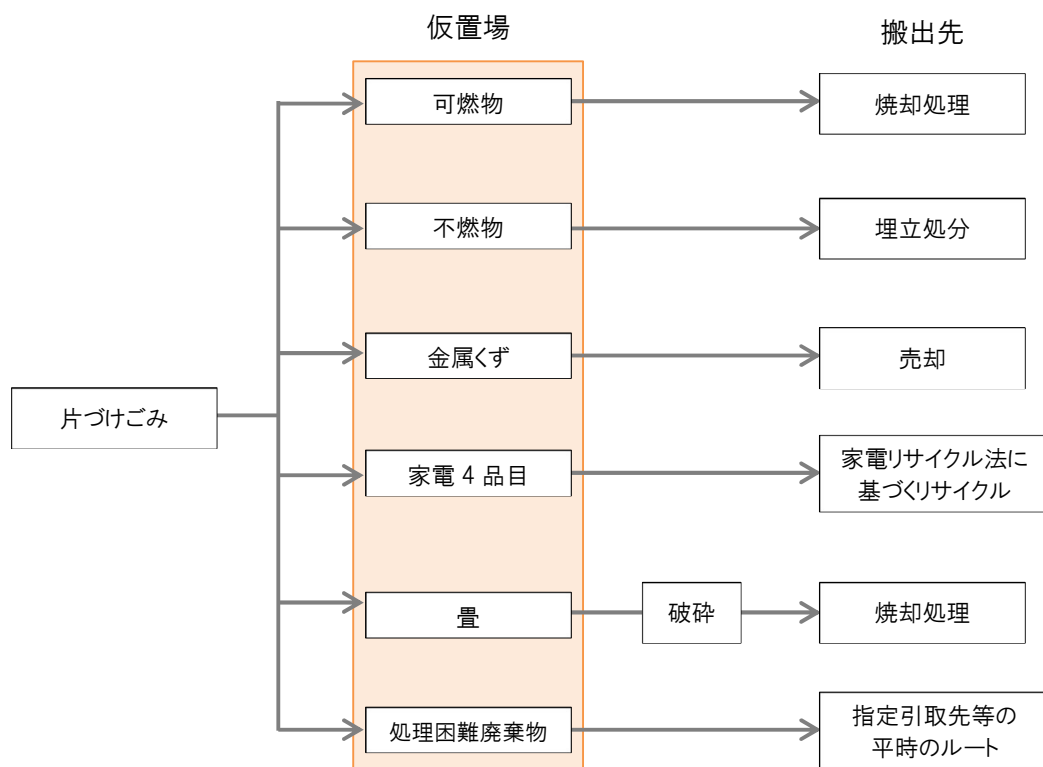 仮置場
搬出先
可燃物
焼却処理
不燃物
埋立処分
金属くず
売却
片づけごみ
家電 4 品目
家電リサイクル法に
基づくリサイクル
畳
破砕
焼却処理
処理困難廃棄物
指定引取先等の
平時のルート